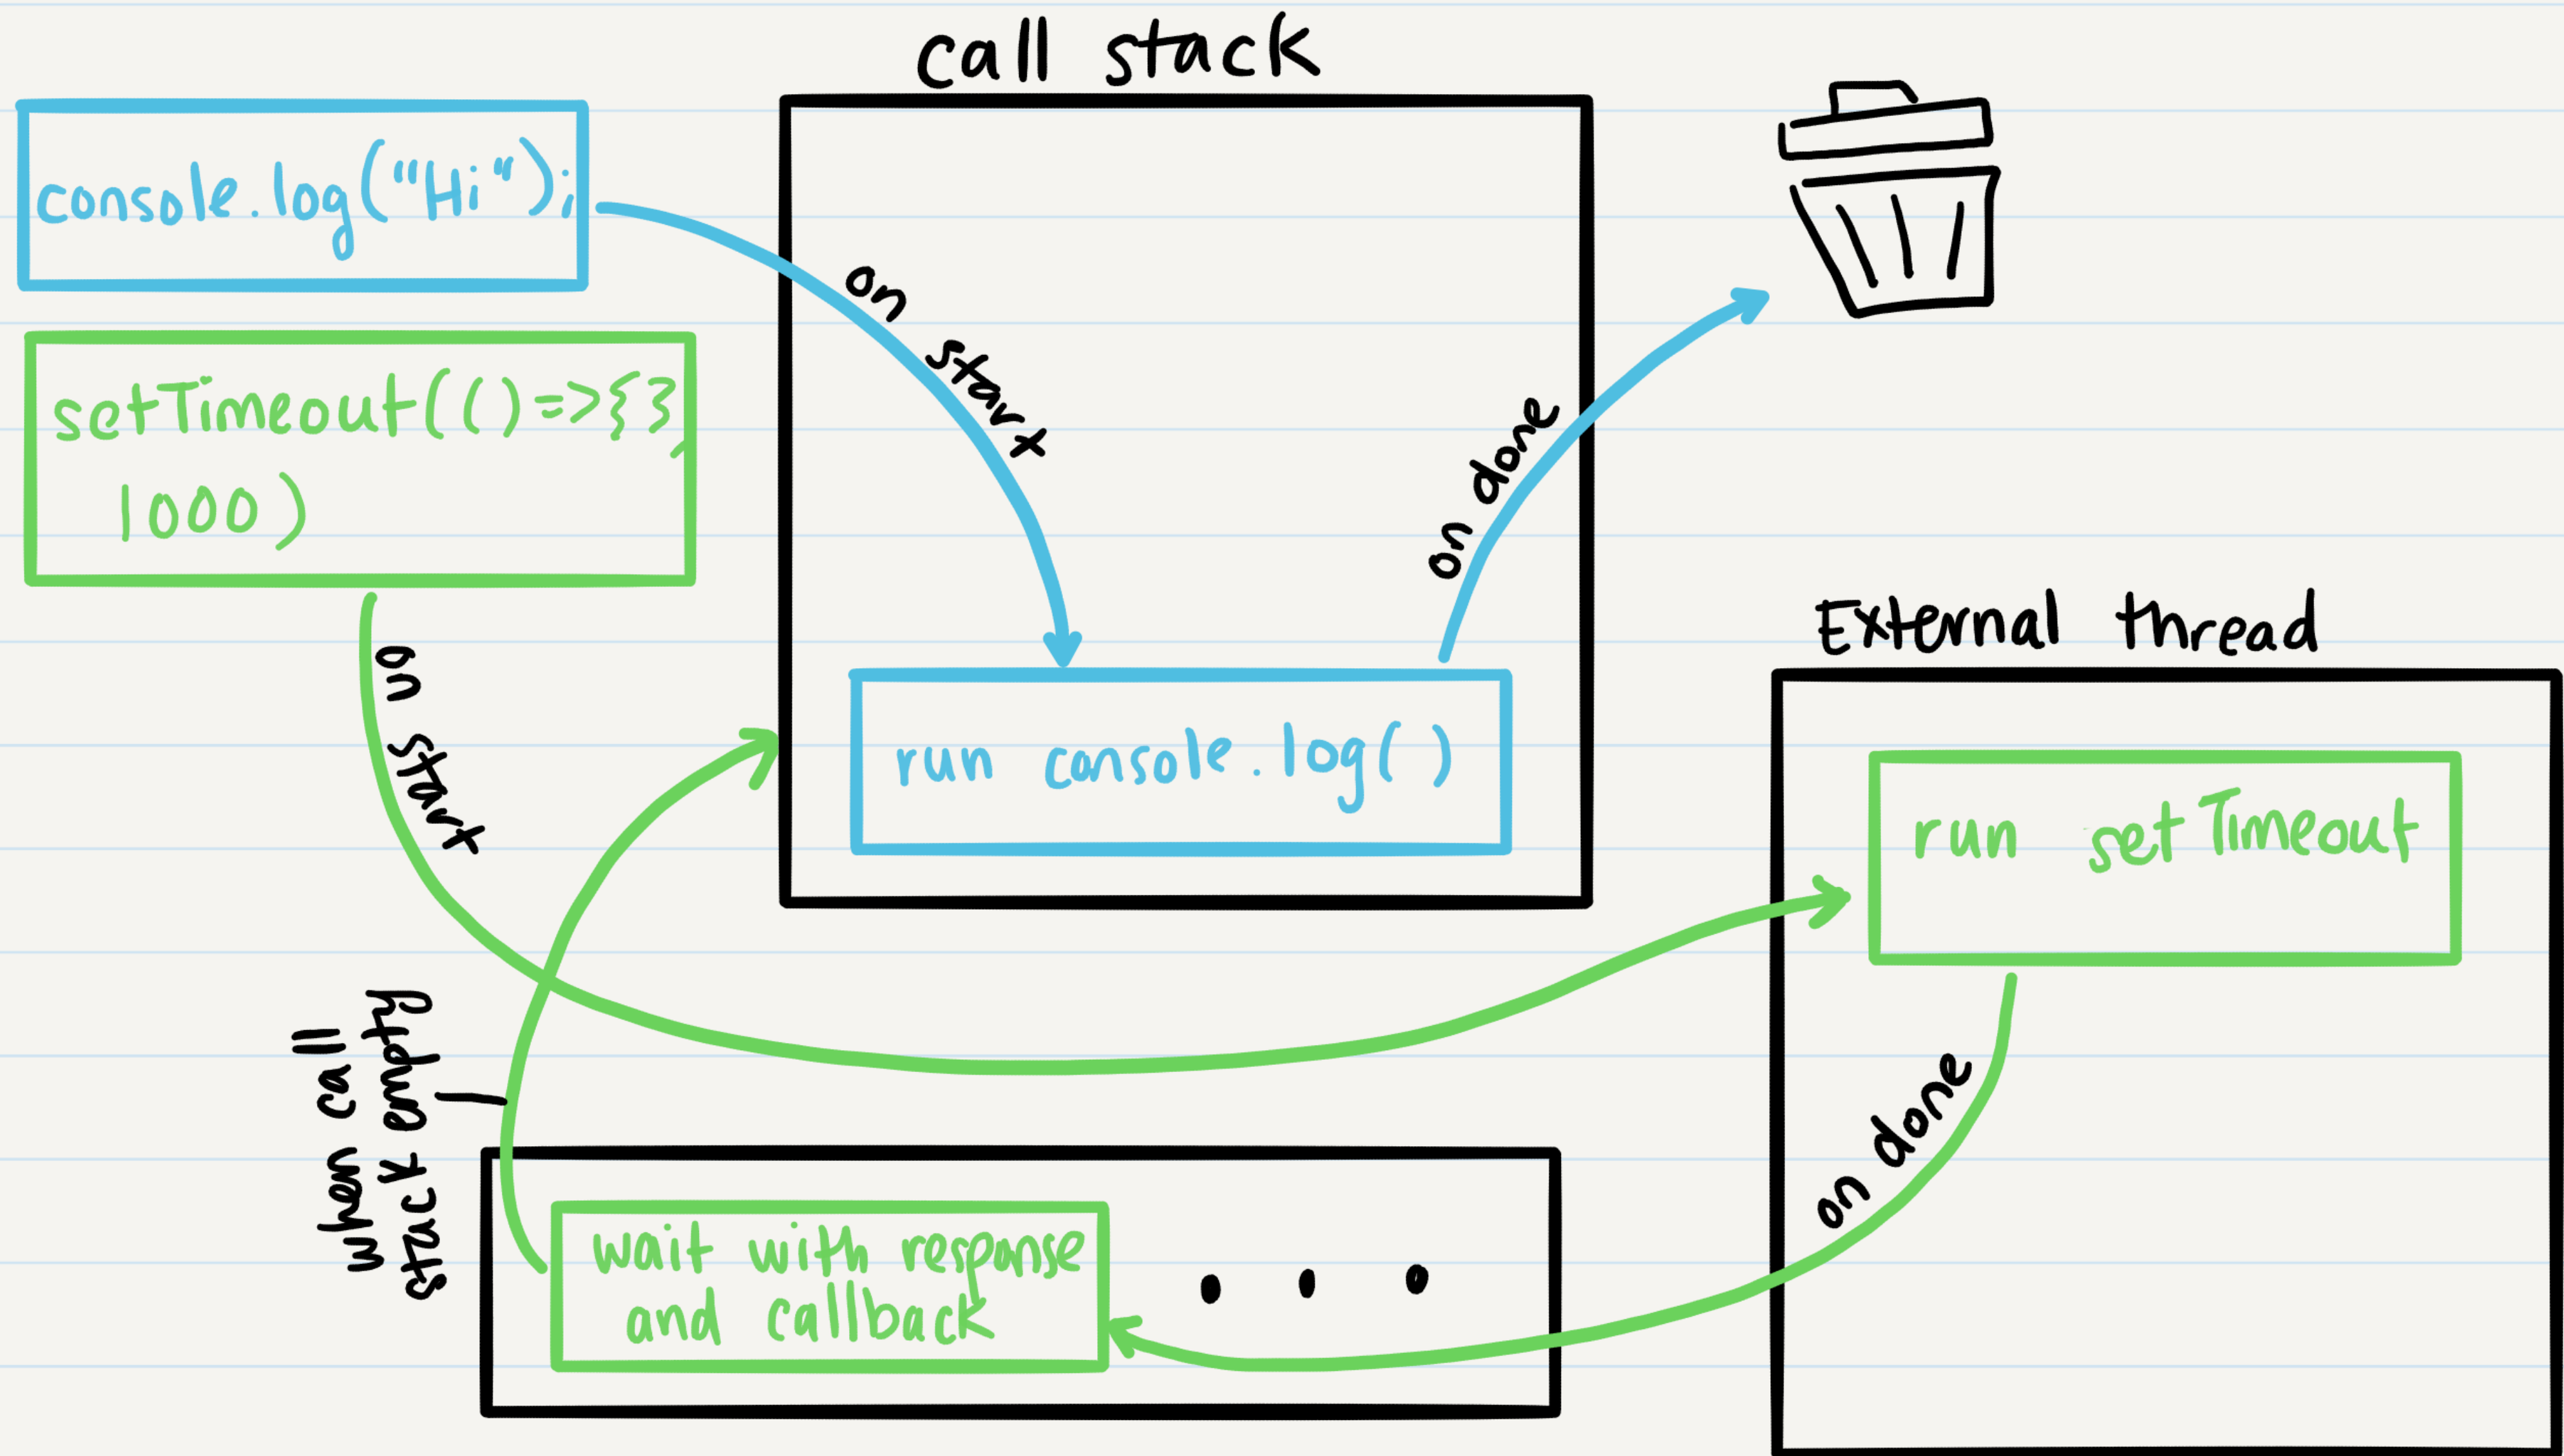 call stack
console.log("Hi");
setTimeout(()=>{},
1000)
on start
on done
on start
run console.log()
External thread
run setTimeout
on done
when call
stack empty
wait with response
and callback